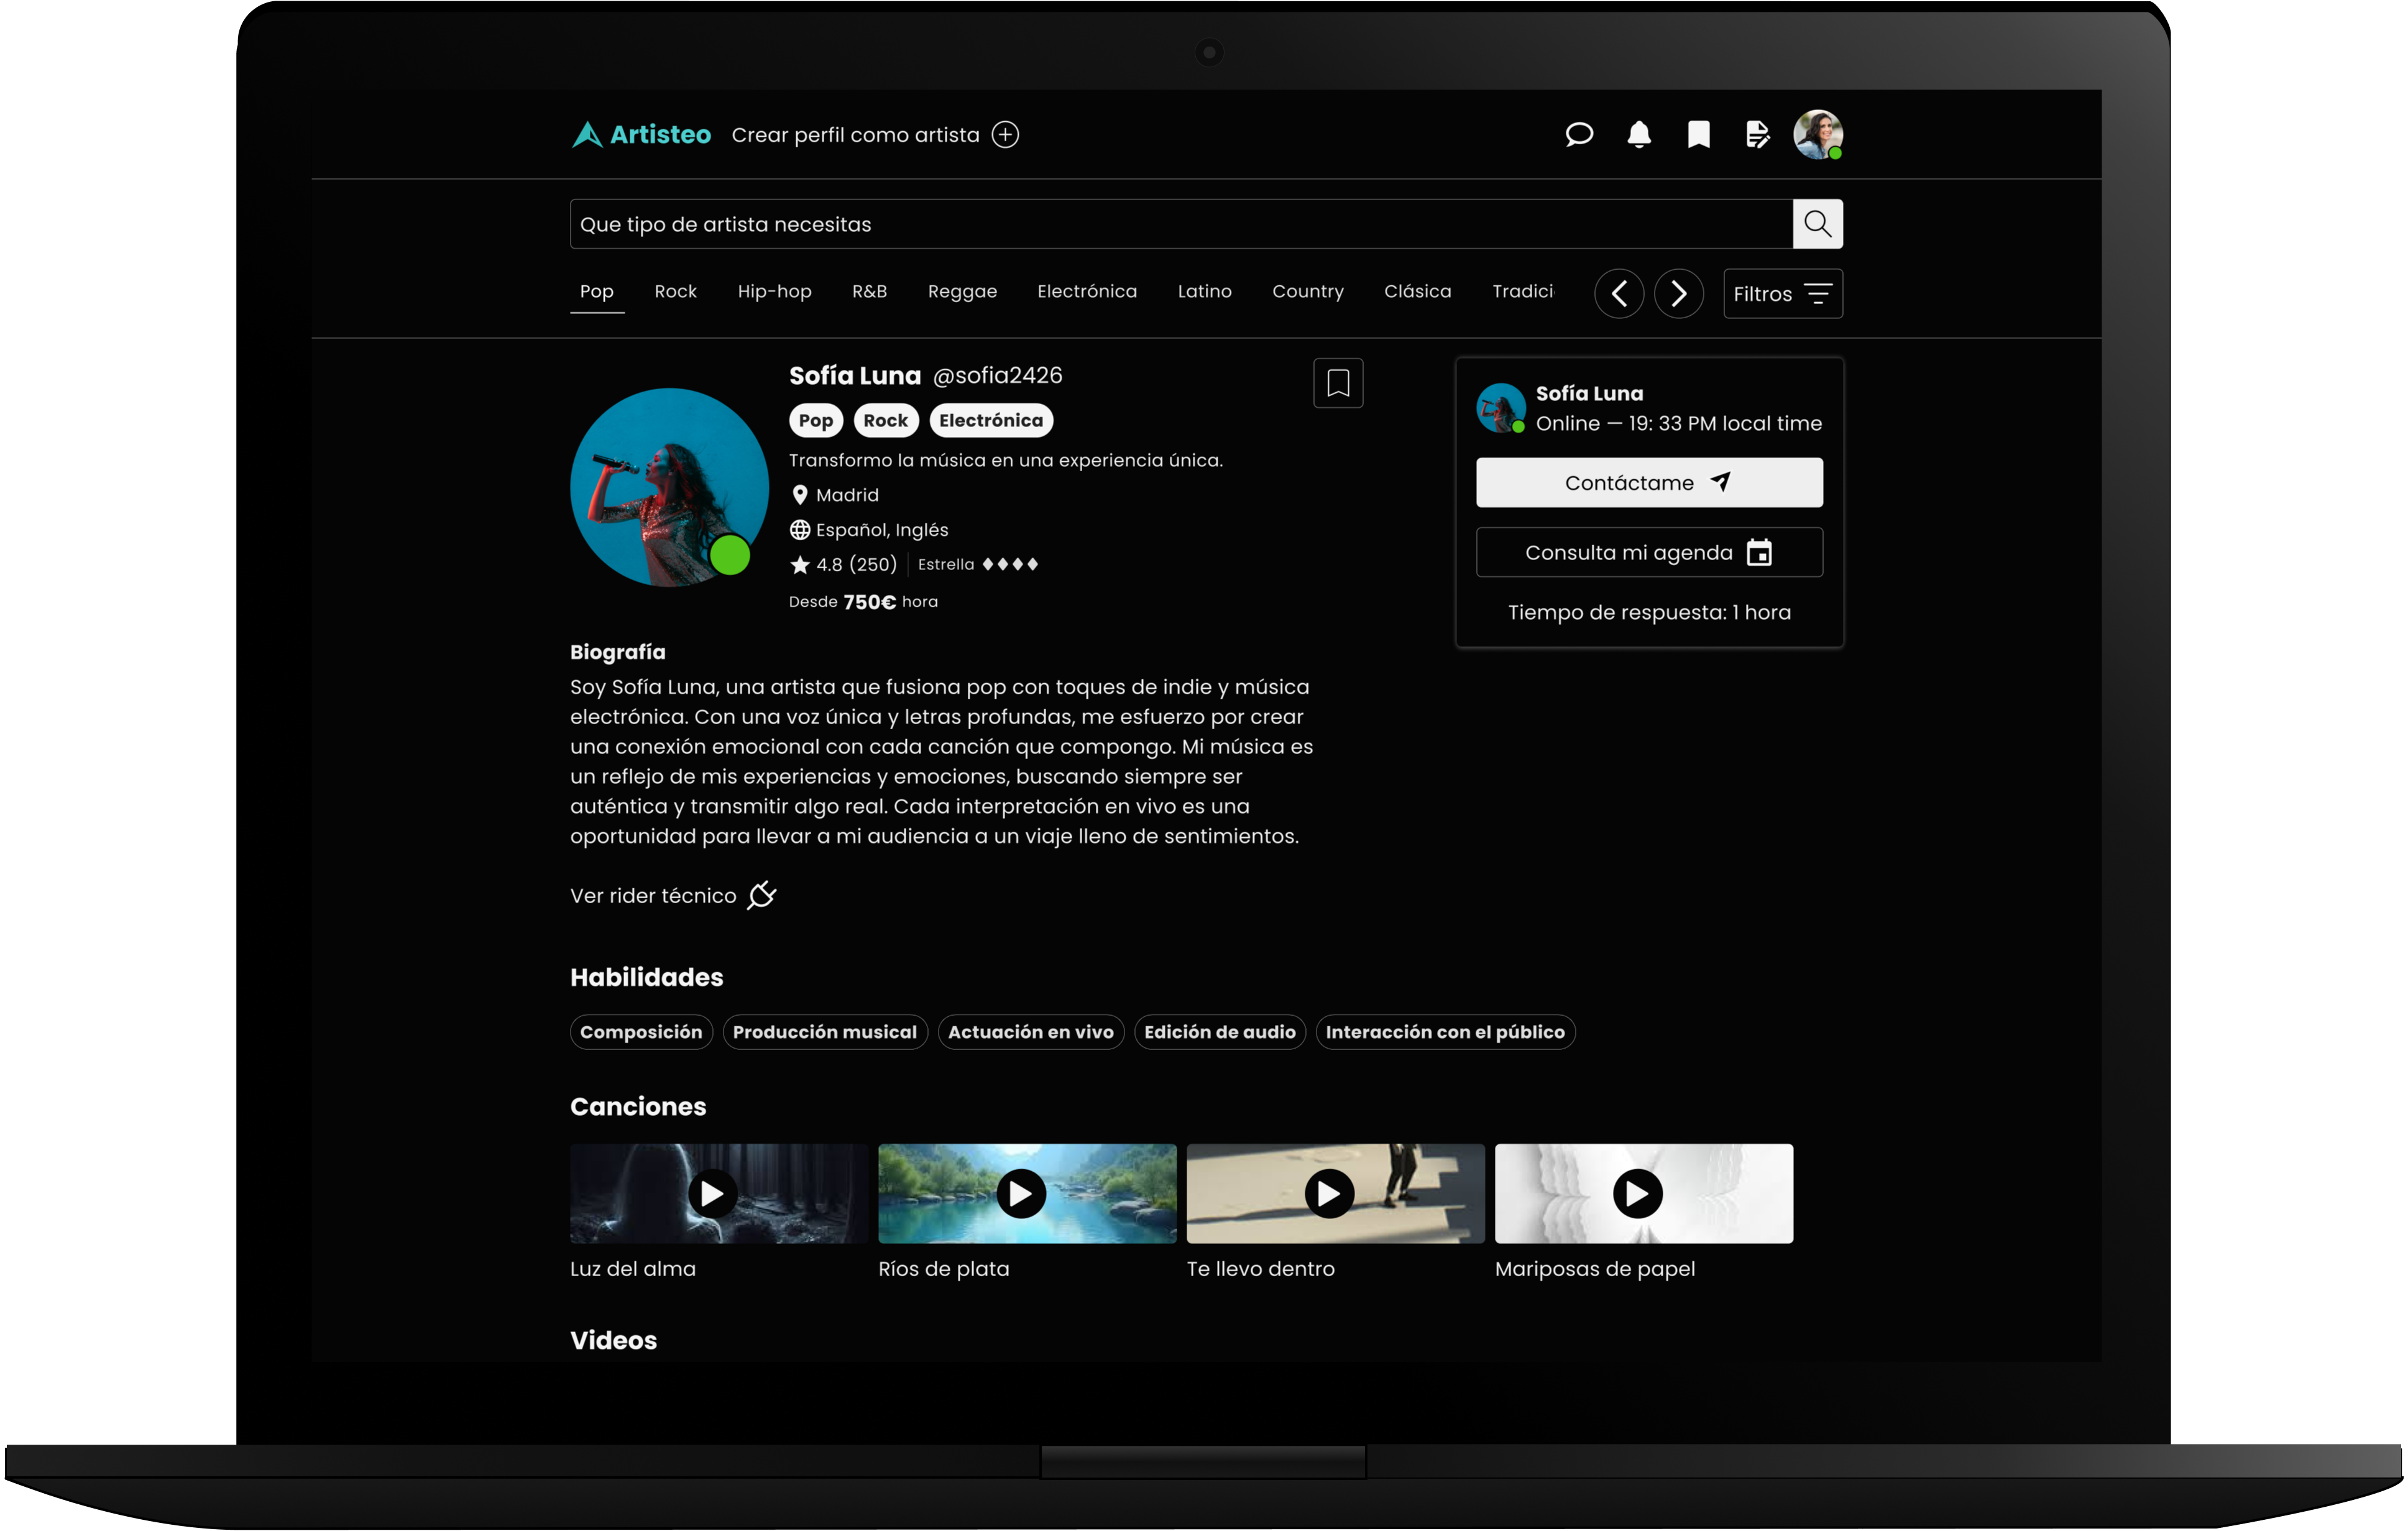 Artisteo Crear perfil como artista
Que tipo de artista necesitas
Pop Rock Hip-hop R&B Reggae Electrónica Latino Country Clásica Tradici Filtros
Sofía Luna @sofia2426
Pop Rock Electrónica
Transformo la música en una experiencia única.
Madrid
Español, Inglés
4.8 (250) Estrella
Desde 750€ hora
Sofía Luna
Online — 19: 33 PM local time
Contáctame
Consulta mi agenda
Tiempo de respuesta: 1 hora
Biografía
Soy Sofía Luna, una artista que fusiona pop con toques de indie y música
electrónica. Con una voz única y letras profundas, me esfuerzo por crear
una conexión emocional con cada canción que compongo. Mi música es
un reflejo de mis experiencias y emociones, buscando siempre ser
auténtica y transmitir algo real. Cada interpretación en vivo es una
oportunidad para llevar a mi audiencia a un viaje lleno de sentimientos.
Ver rider técnico
Habilidades
Composición Producción musical Actuación en vivo Edición de audio Interacción con el público
Canciones
Luz del alma Ríos de plata Te llevo dentro Mariposas de papel
Videos